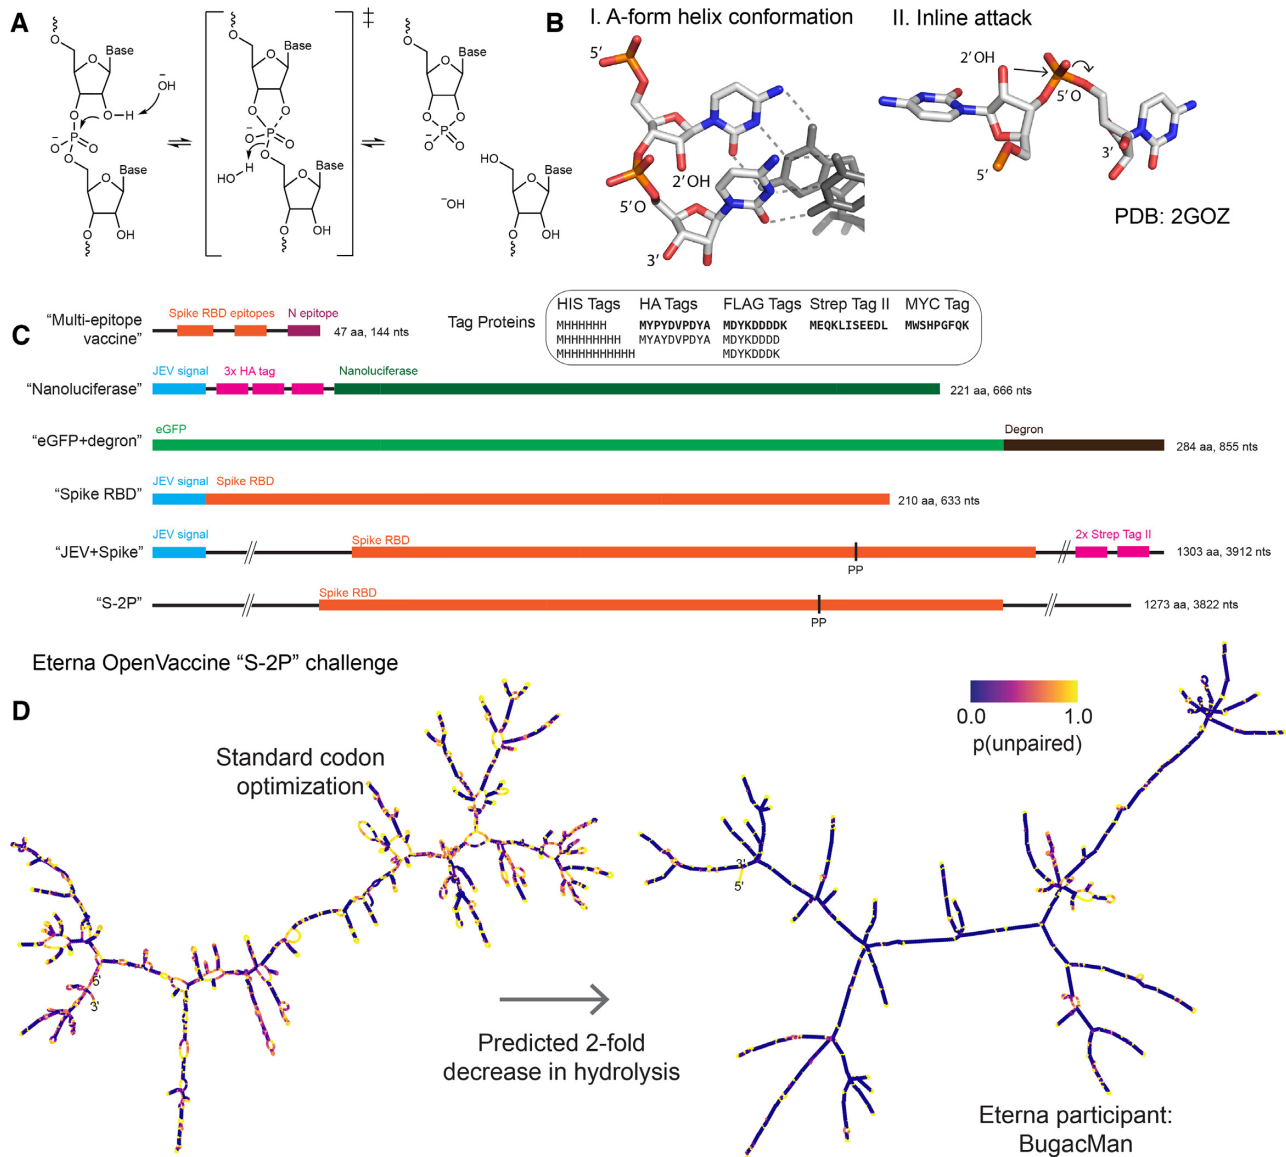 A
O
Base
O
O
O–H
−
OH
−
O
P
O
O
Base
O
O
OH
‡
O
Base
O
O
O
P
−
O
O
O
H
HO
Base
O
O
OH
O
Base
O
O
O
−
P
O
O
HO
Base
O
−OH
O
OH
B
I. A-form helix conformation
5′
2′OH
5′O
3′
II. Inline attack
2′OH
5′O
3′
5′
PDB: 2GOZ
C
“Multi-epitope
vaccine”
Spike RBD epitopes
N epitope
47 aa, 144 nts
Tag Proteins
HIS Tags HA Tags FLAG Tags Strep Tag II MYC Tag
MHHHHHH MYPYDVPDYA MDYKDDDDK MEQKLISEEDL MWSHPGFQK
MHHHHHHHH MYAYDVPDYA MDYKDDDD
MHHHHHHHHHH MDYKDDDK
“Nanoluciferase”
JEV signal
3x HA tag
Nanoluciferase
221 aa, 666 nts
“eGFP+degron”
eGFP
Degron
284 aa, 855 nts
“Spike RBD”
JEV signal
Spike RBD
210 aa, 633 nts
“JEV+Spike”
JEV signal
Spike RBD
PP
2x Strep Tag II
1303 aa, 3912 nts
“S-2P”
Spike RBD
PP
1273 aa, 3822 nts
Eterna OpenVaccine “S-2P” challenge
D
Standard codon
optimization
5'
3'
Predicted 2-fold
decrease in hydrolysis
0.0 1.0
p(unpaired)
3'
5'
Eterna participant:
BugacMan